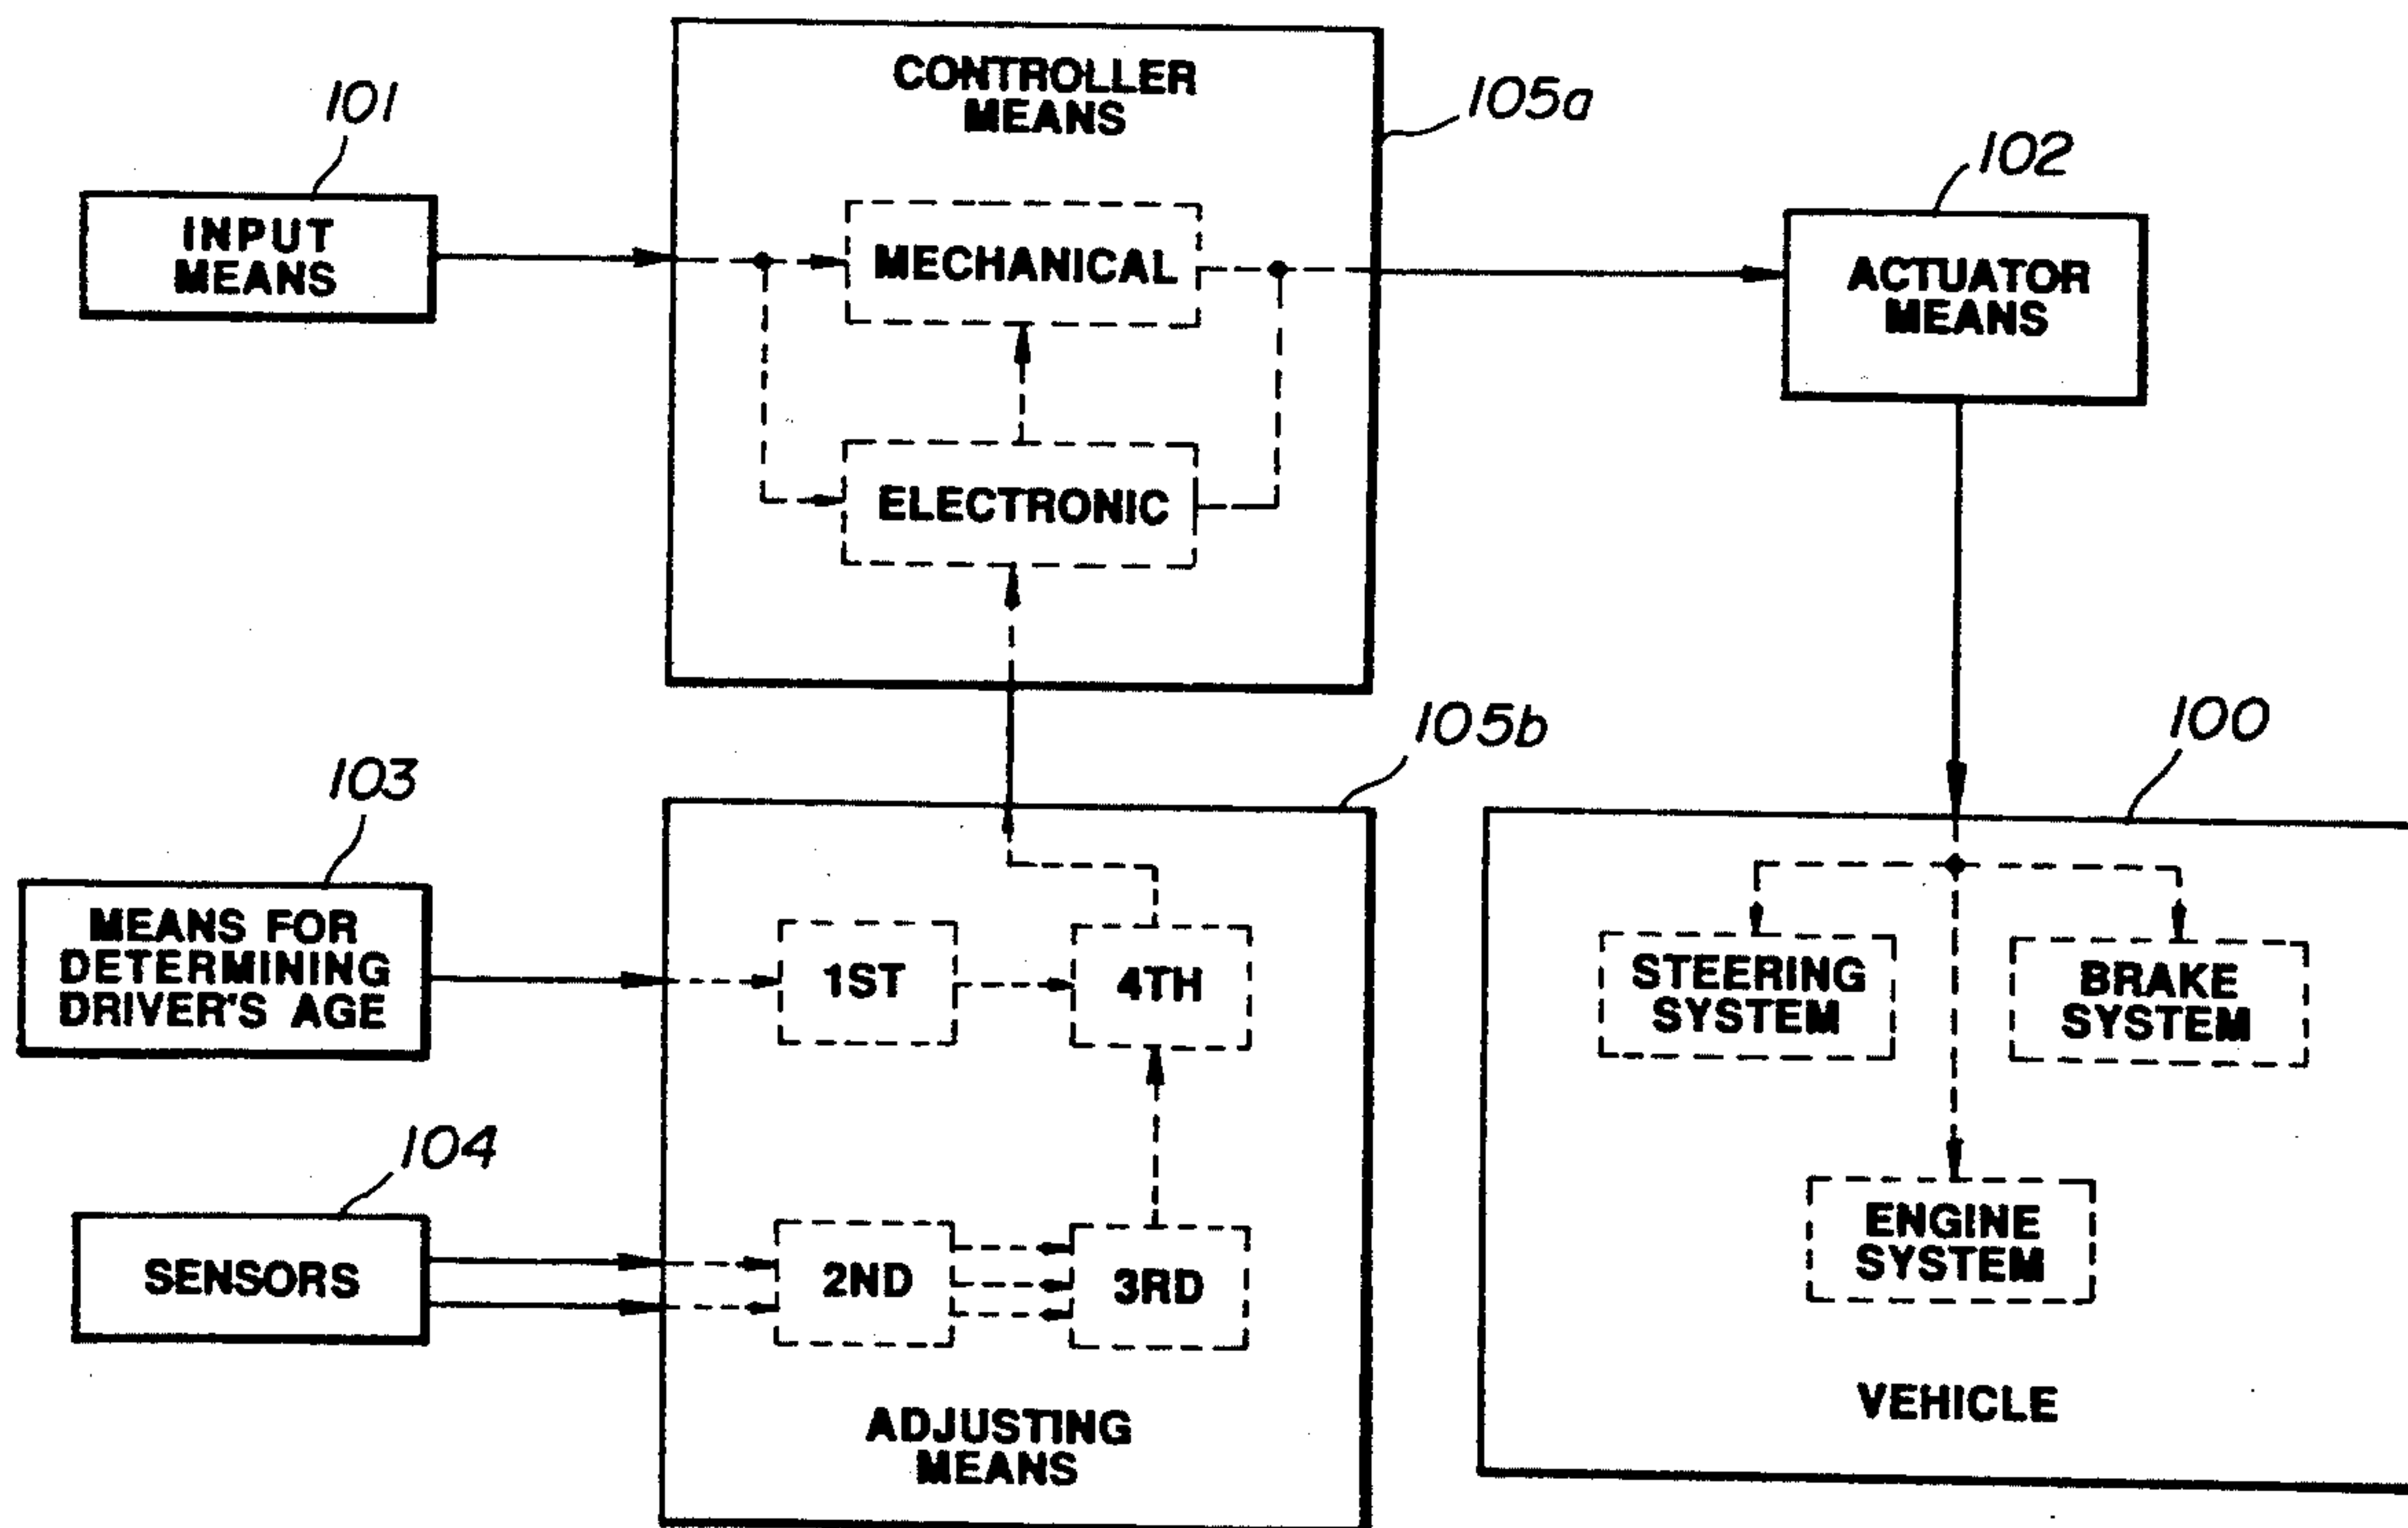 CONTROLLER
MEANS
101
105a
102
INPUT
MEANS
MECHANICAL
ACTUATOR
MEANS
ELECTRONIC
103
105b
100
MEANS FOR
DETERMINING
DRIVER'S AGE
1ST
4TH
STEERING
SYSTEM
BRAKE
SYSTEM
104
SENSORS
2ND
3RD
ENGINE
SYSTEM
ADJUSTING
MEANS
VEHICLE